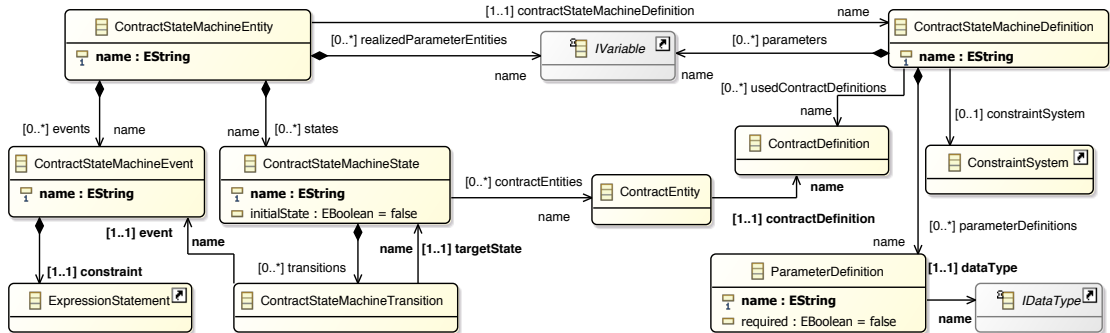 [1..1] contractStateMachineDefinition
name
ContractStateMachineEntity
name : EString
[0..*] realizedParameterEntities
name
IVariable
[0..*] parameters
name
ContractStateMachineDefinition
name : EString
[0..*] events
name
name
[0..*] states
[0..*] usedContractDefinitions
name
[0..1] constraintSystem
ContractStateMachineEvent
name : EString
ContractStateMachineState
name : EString
initialState : EBoolean = false
[0..*] contractEntities
name
ContractEntity
ContractDefinition
name
[1..1] contractDefinition
ConstraintSystem
[1..1] event
name
name
[1..1] targetState
[0..*] parameterDefinitions
name
[1..1] constraint
[0..*] transitions
ExpressionStatement
ContractStateMachineTransition
ParameterDefinition
name : EString
required : EBoolean = false
[1..1] dataType
name
IDataType